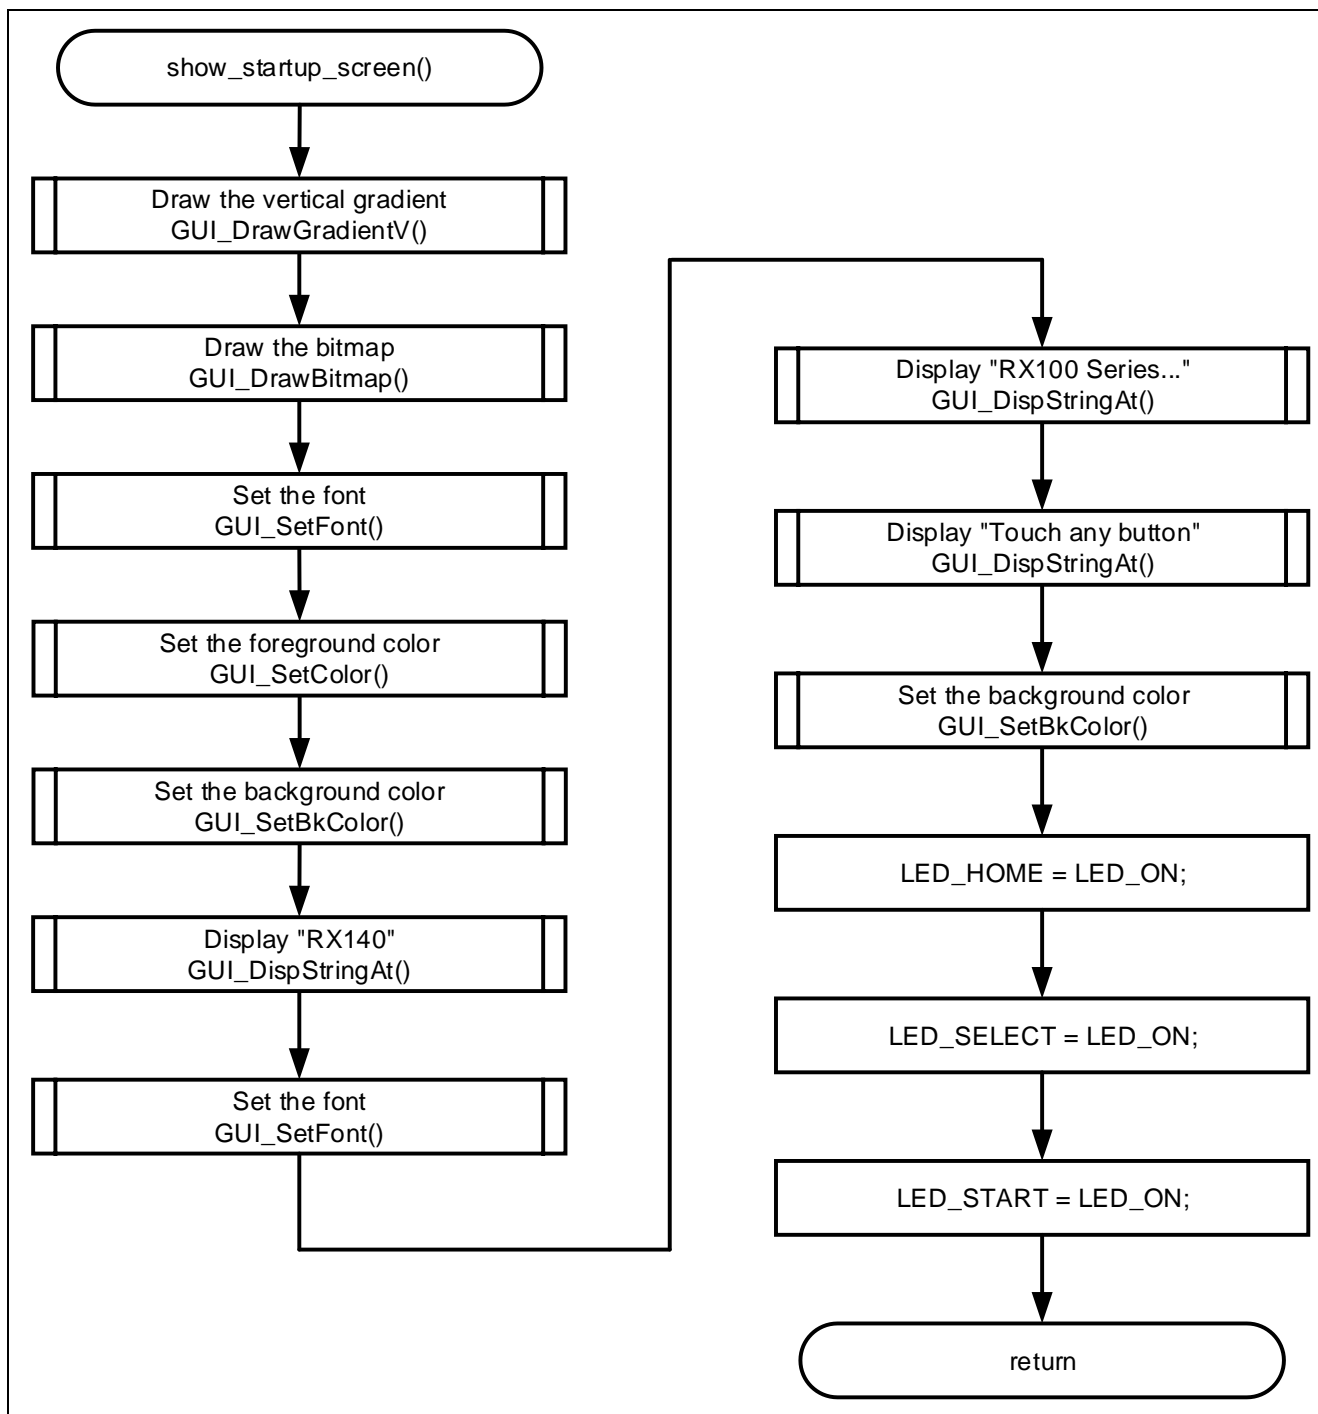 show_startup_screen()
Draw the vertical gradient
GUI_DrawGradientV()
Draw the bitmap
GUI_DrawBitmap()
Set the font
GUI_SetFont()
Set the foreground color
GUI_SetColor()
Set the background color
GUI_SetBkColor()
Display "RX140"
GUI_DispStringAt()
Set the font
GUI_SetFont()
Display "RX100 Series..."
GUI_DispStringAt()
Display "Touch any button"
GUI_DispStringAt()
Set the background color
GUI_SetBkColor()
LED_HOME = LED_ON;
LED_SELECT = LED_ON;
LED_START = LED_ON;
return